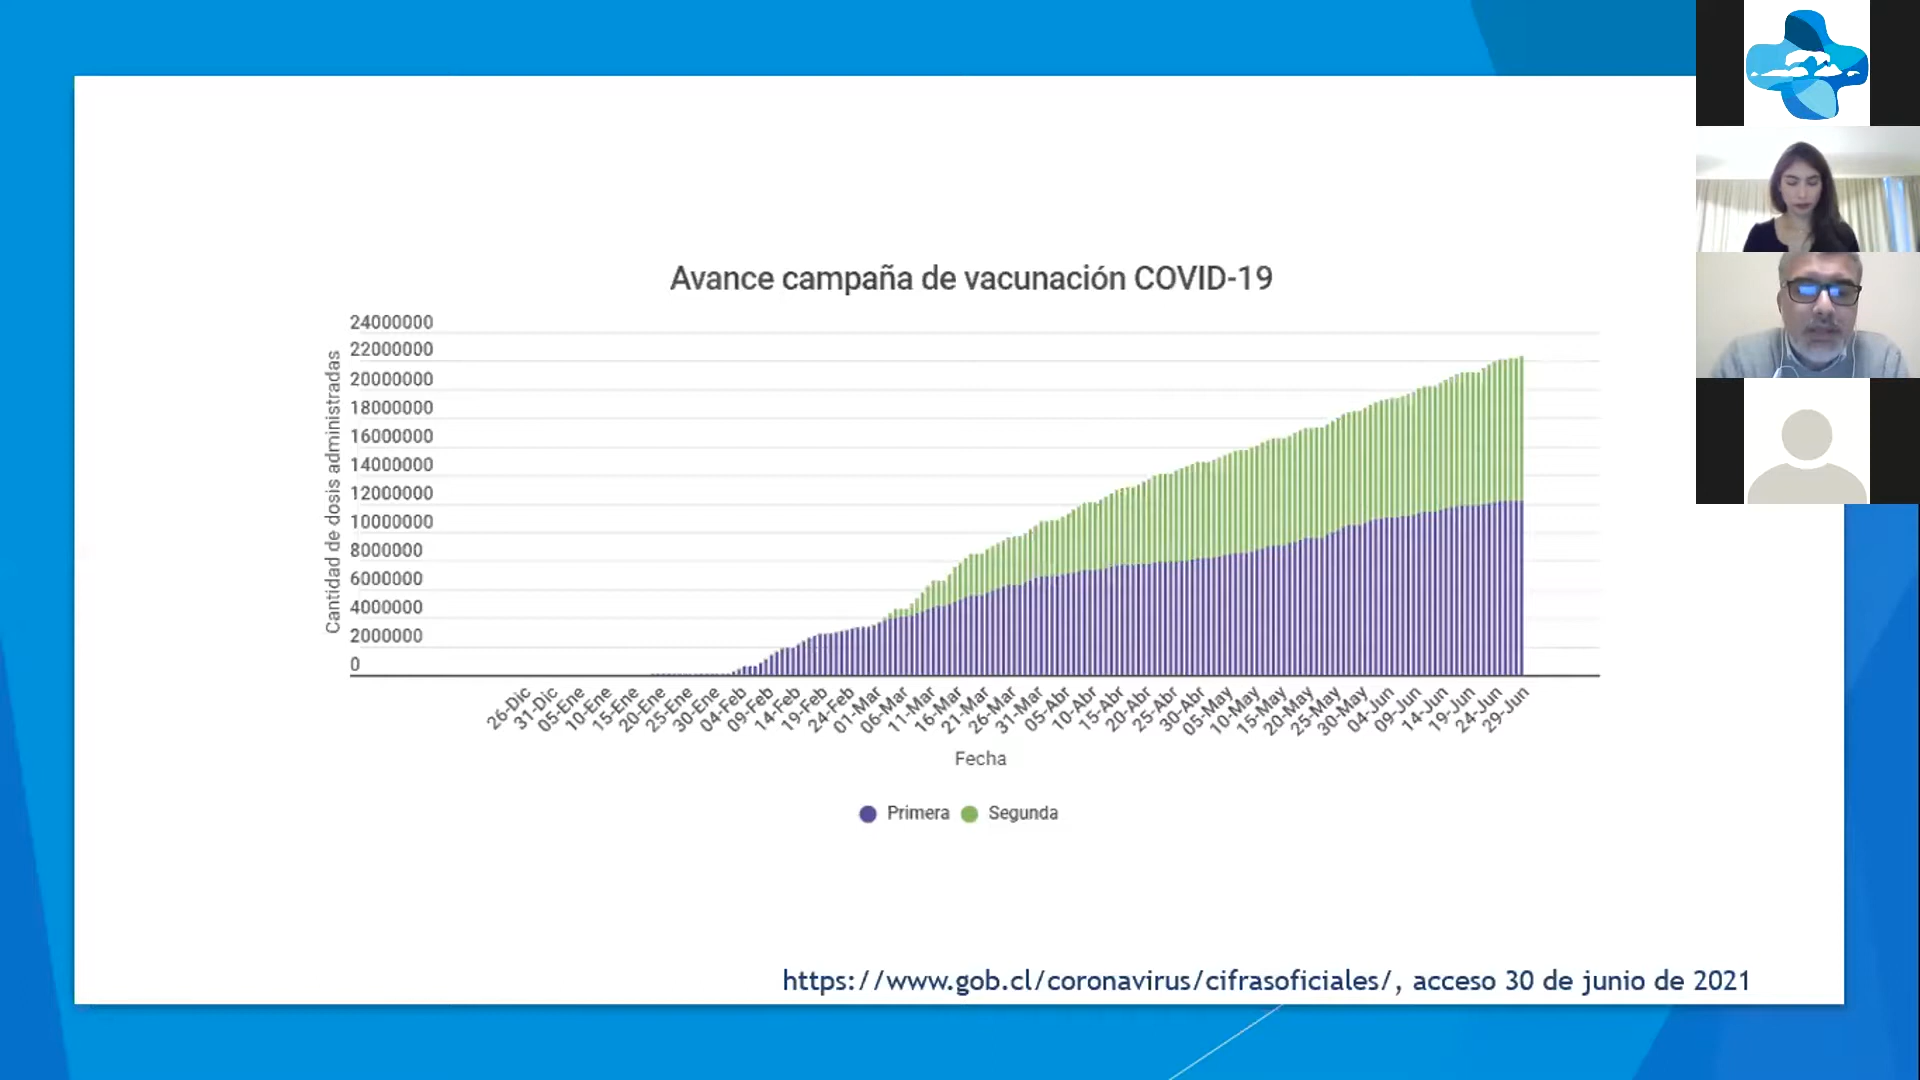 Avance campaña de vacunación COVID-19
Cantidad de dosis administradas
24000000
22000000
20000000
18000000
16000000
14000000
12000000
10000000
8000000
6000000
4000000
2000000
0
26-Dic
31-Dic
05-Ene
10-Ene
15-Ene
20-Ene
25-Ene
30-Ene
04-Feb
09-Feb
14-Feb
19-Feb
24-Feb
01-Mar
06-Mar
11-Mar
16-Mar
21-Mar
26-Mar
31-Mar
05-Abr
10-Abr
15-Abr
20-Abr
25-Abr
30-Abr
05-May
10-May
15-May
20-May
25-May
30-May
04-Jun
09-Jun
14-Jun
19-Jun
24-Jun
29-Jun
Fecha
Primera
Segunda
https://www.gob.cl/coronavirus/cifrasoficiales/, acceso 30 de junio de 2021